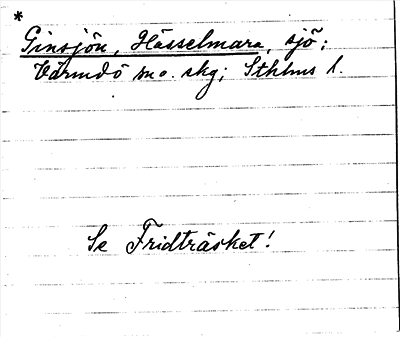 *
Ginsjön, Hässelmara, sjö;
Värmdö sn o. skg; Sthlms l.
Se Fridträsket!